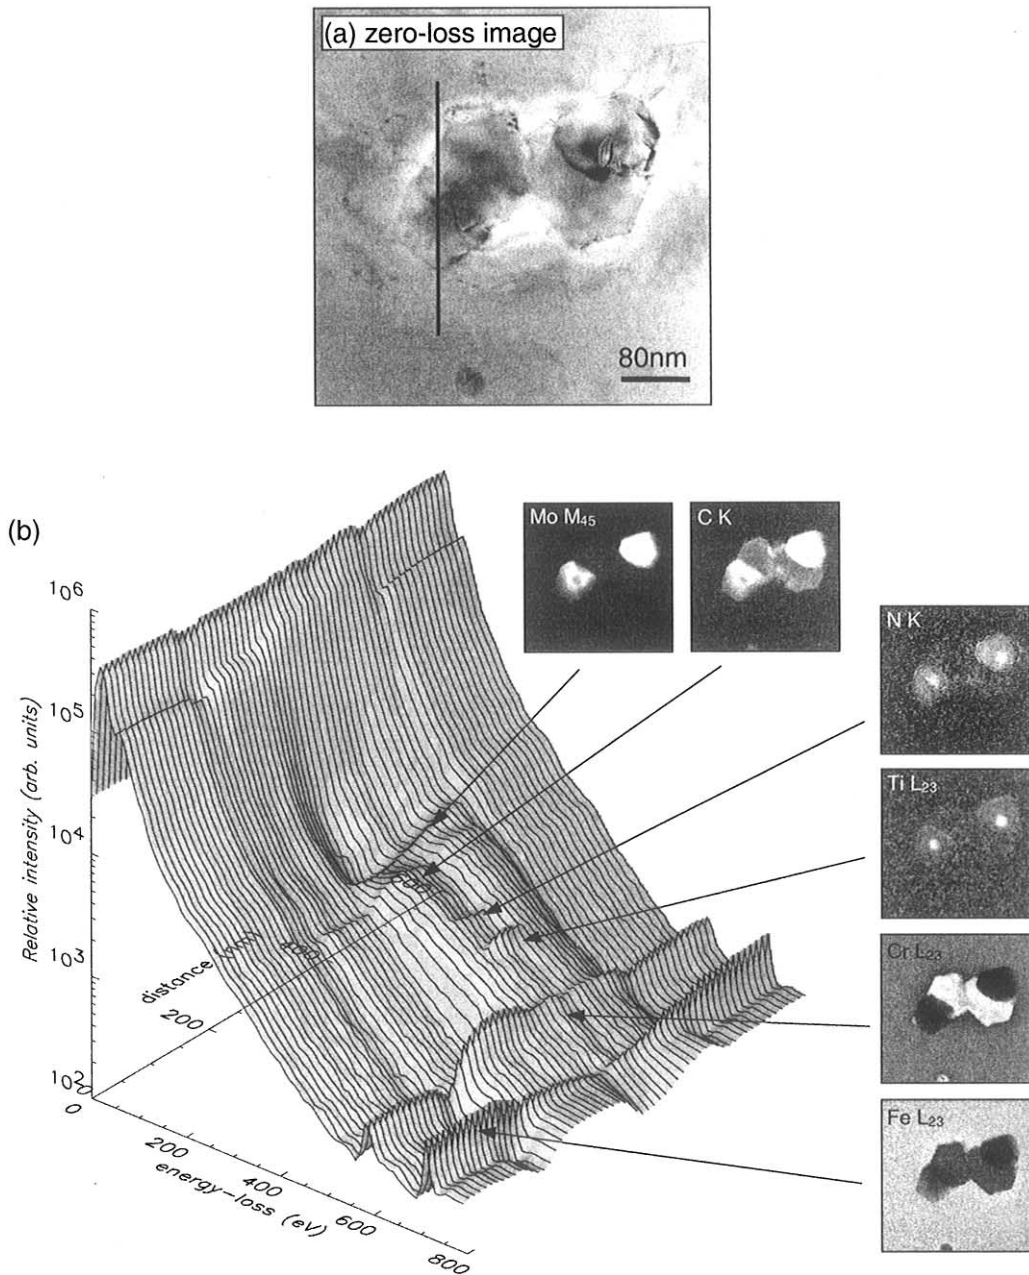 (a) zero-loss image
80nm
(b)
Mo M₄₅
C K
N K
Ti L₂₃
Cr L₂₃
Fe L₂₃
Relative intensity (arb. units)
10⁶
10⁵
10⁴
10³
10²
distance
0
200
400
0
200
400
600
800
energy-loss (eV)